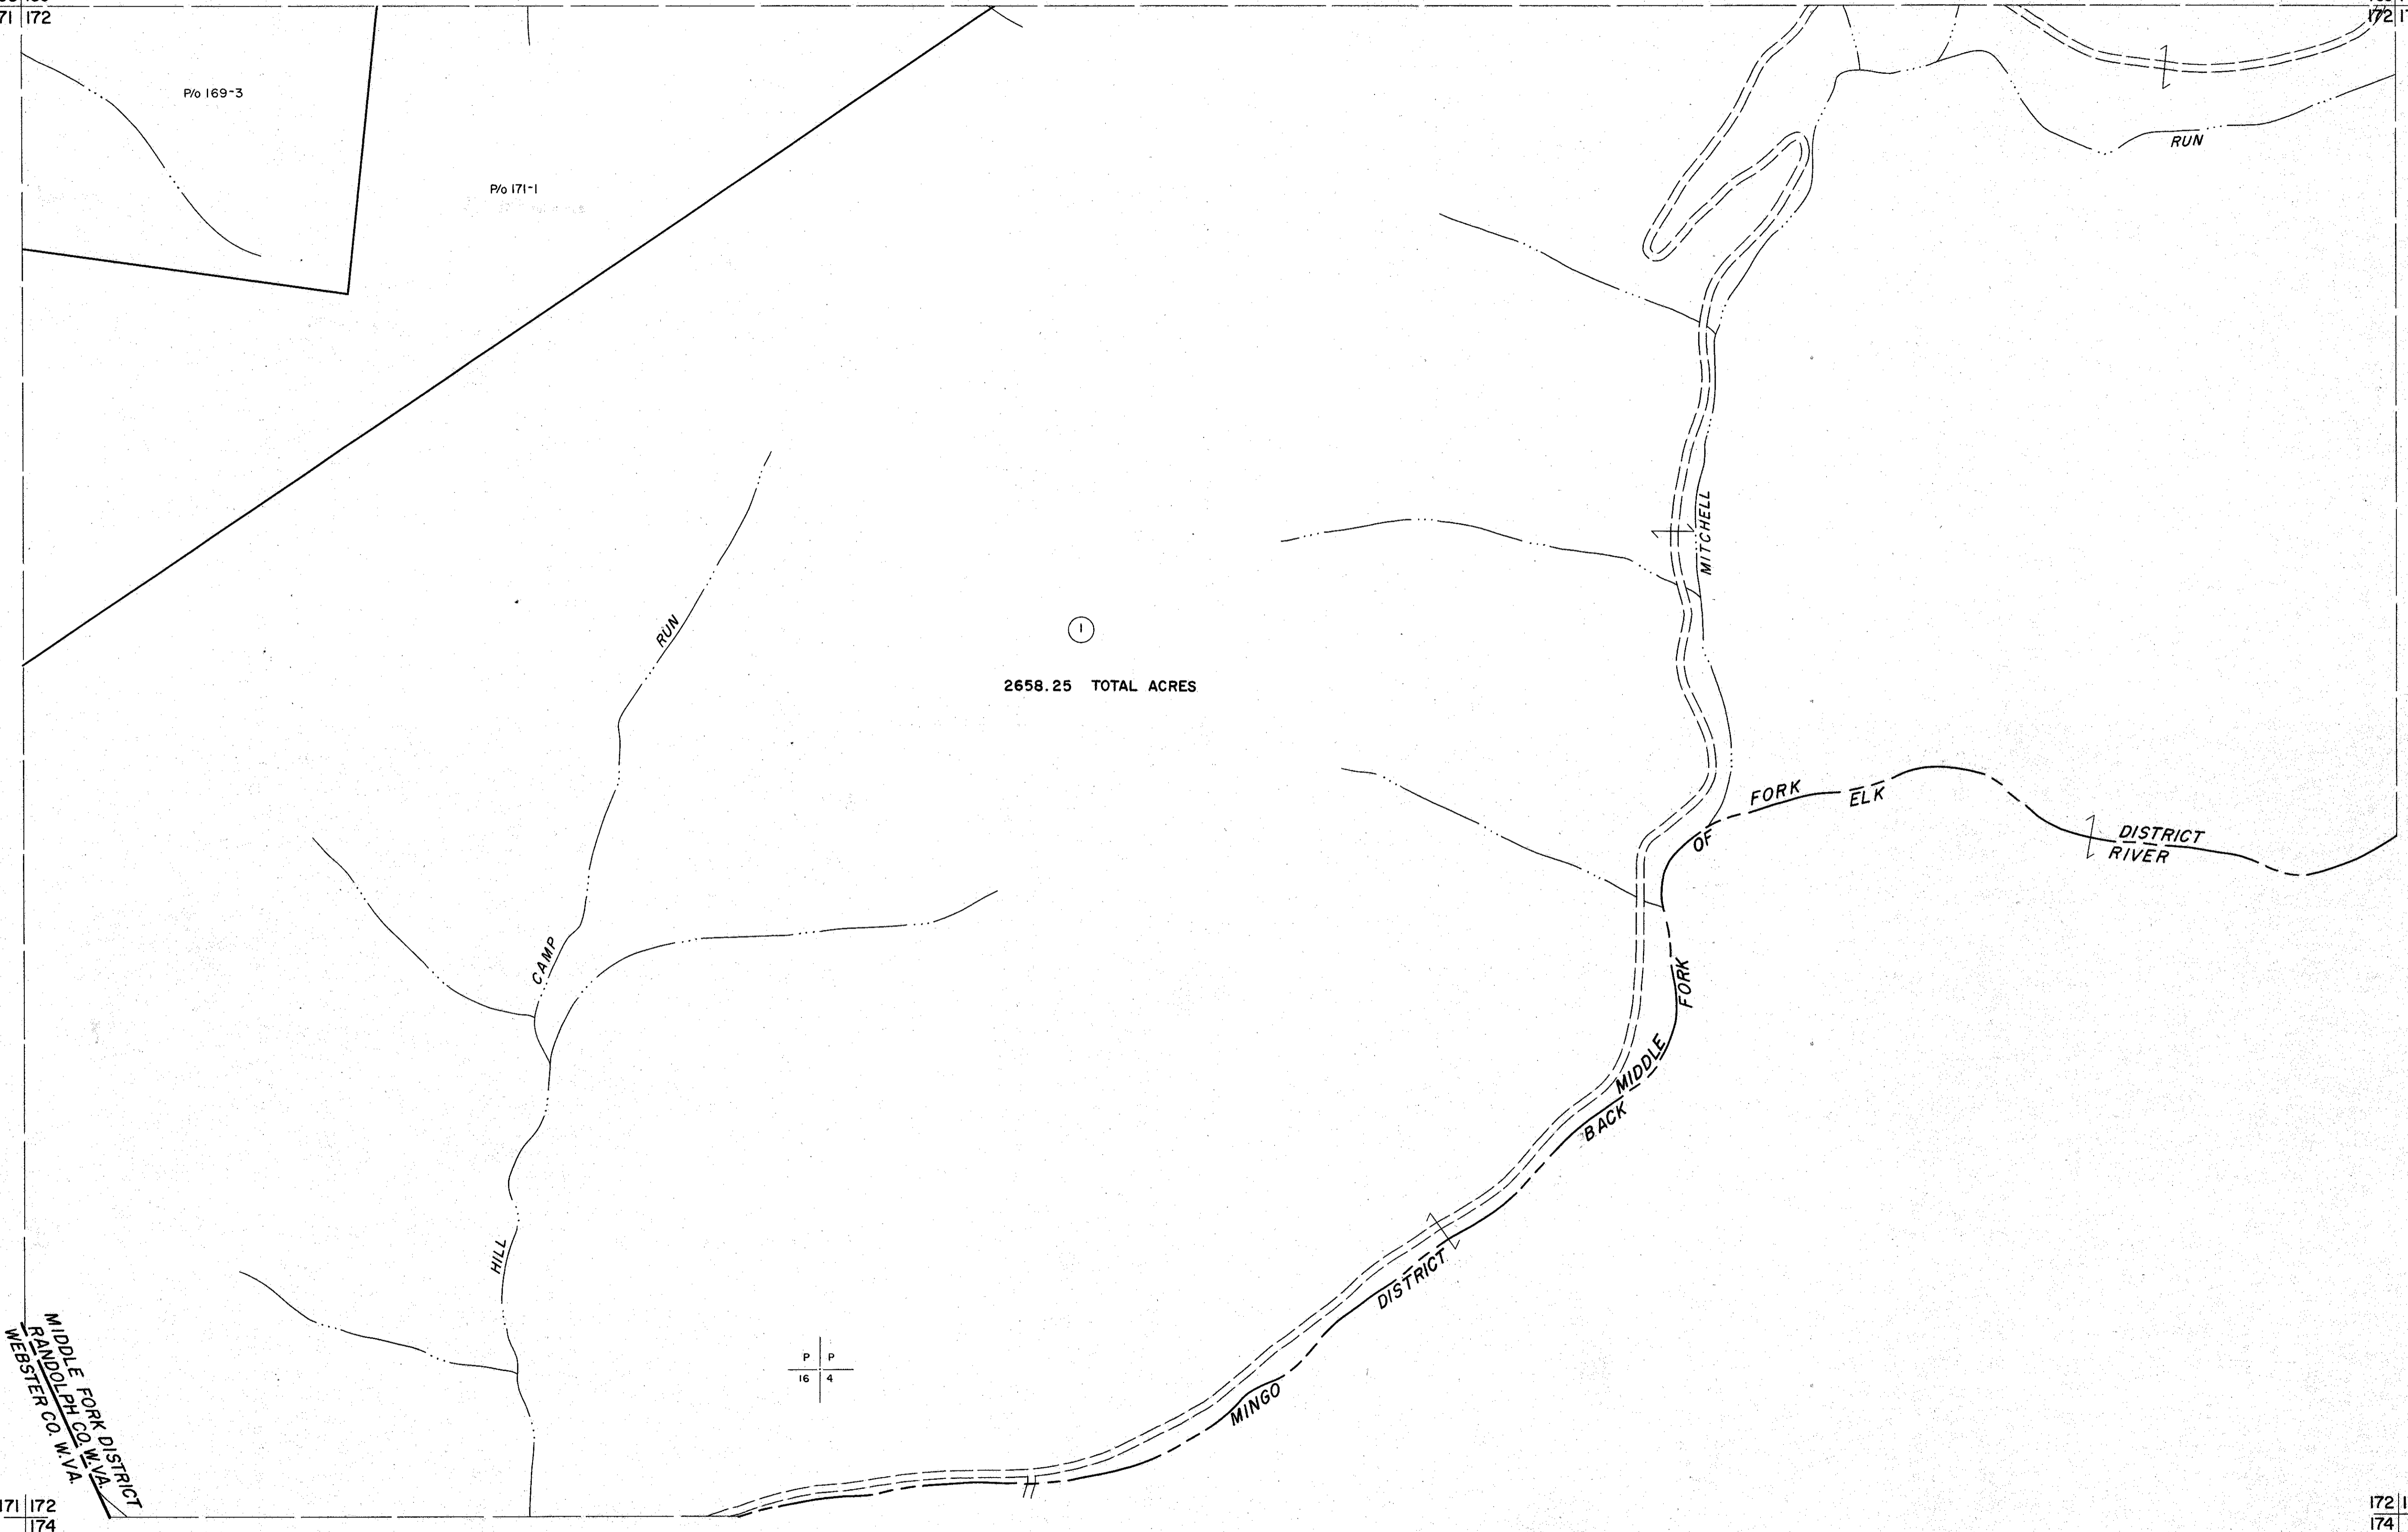 71 172
172
P/o 169-3
P/o 171-1
RUN
MITCHELL
RUN
1
2658.25 TOTAL ACRES
FORK
ELK
OF
DISTRICT
RIVER
CAMP
FORK
MIDDLE
BACK
HILL
DISTRICT
MINGO
P P
16 4
MIDDLE FORK DISTRICT
RANDOLPH CO. W.VA.
WEBSTER CO. W.VA.
171 172
174
172
174